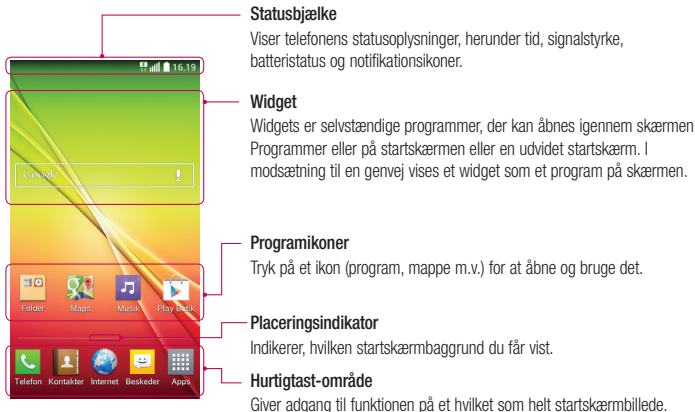 Statusbjælke
Viser telefonens statusoplysninger, herunder tid, signalstyrke,
batteristatus og notifikationsikoner.
16.19
Widget
Widgets er selvstændige programmer, der kan åbnes igennem skærmen
Programmer eller på startskærmen eller en udvidet startskærm. I
modsætning til en genvej vises et widget som et program på skærmen.
Google
Programikoner
Tryk på et ikon (program, mappe m.v.) for at åbne og bruge det.
Folder Maps Musik Play Butik
Placeringsindikator
Indikerer, hvilken startskærmbaggrund du får vist.
Hurtigtast-område
Giver adgang til funktionen på et hvilket som helst startskærmbillede.
Telefon Kontakter Internet Beskeder Apps